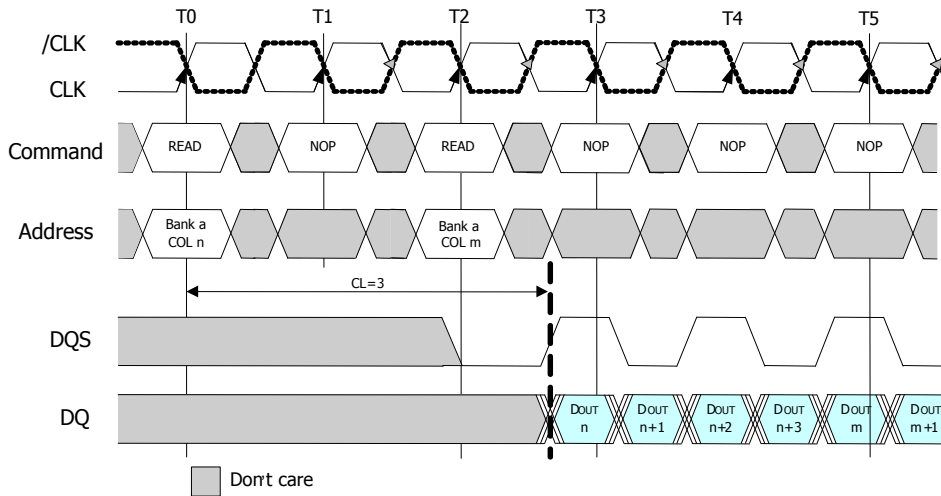 T0 T1 T2 T3 T4 T5
/CLK
CLK
Command READ NOP READ NOP NOP NOP
Address
Bank a
COL n
Bank a
COL m
CL=3
DQS
DQ
DOUT
n
DOUT
n+1
DOUT
n+2
DOUT
n+3
DOUT
m
DOUT
m+1
Don't care